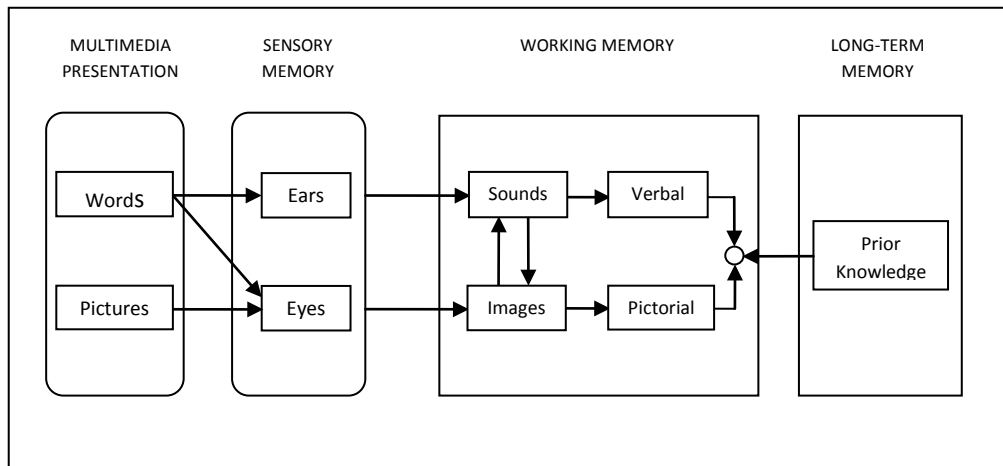 MULTIMEDIA
PRESENTATION
SENSORY
MEMORY
WORKING MEMORY
LONG-TERM
MEMORY
Words
Pictures
Ears
Eyes
Sounds
Verbal
Images
Pictorial
Prior
Knowledge